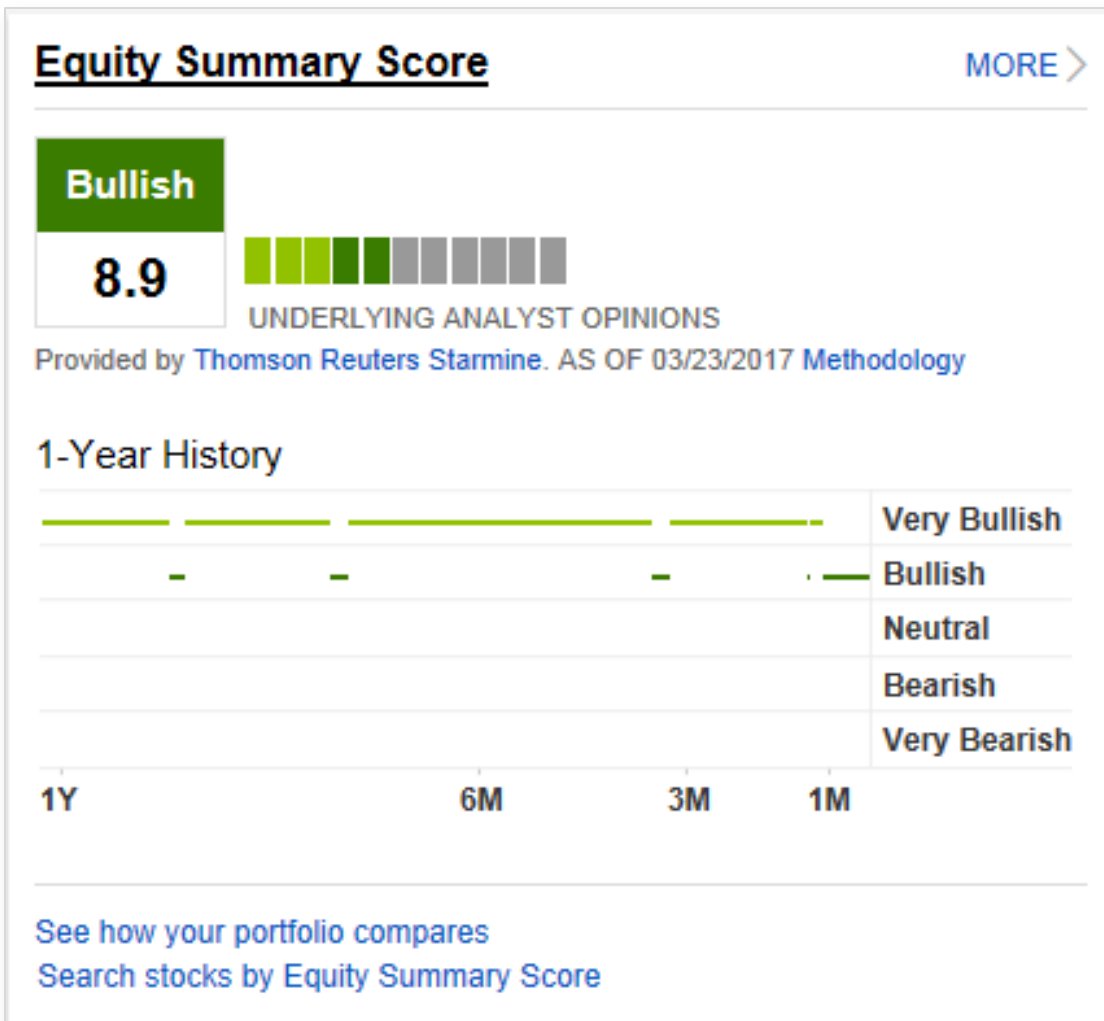 Equity Summary Score MORE
Bullish
8.9
UNDERLYING ANALYST OPINIONS
Provided by Thomson Reuters Starmine. AS OF 03/23/2017 Methodology
1-Year History
Very Bullish
Bullish
Neutral
Bearish
Very Bearish
1Y 6M 3M 1M
See how your portfolio compares
Search stocks by Equity Summary Score